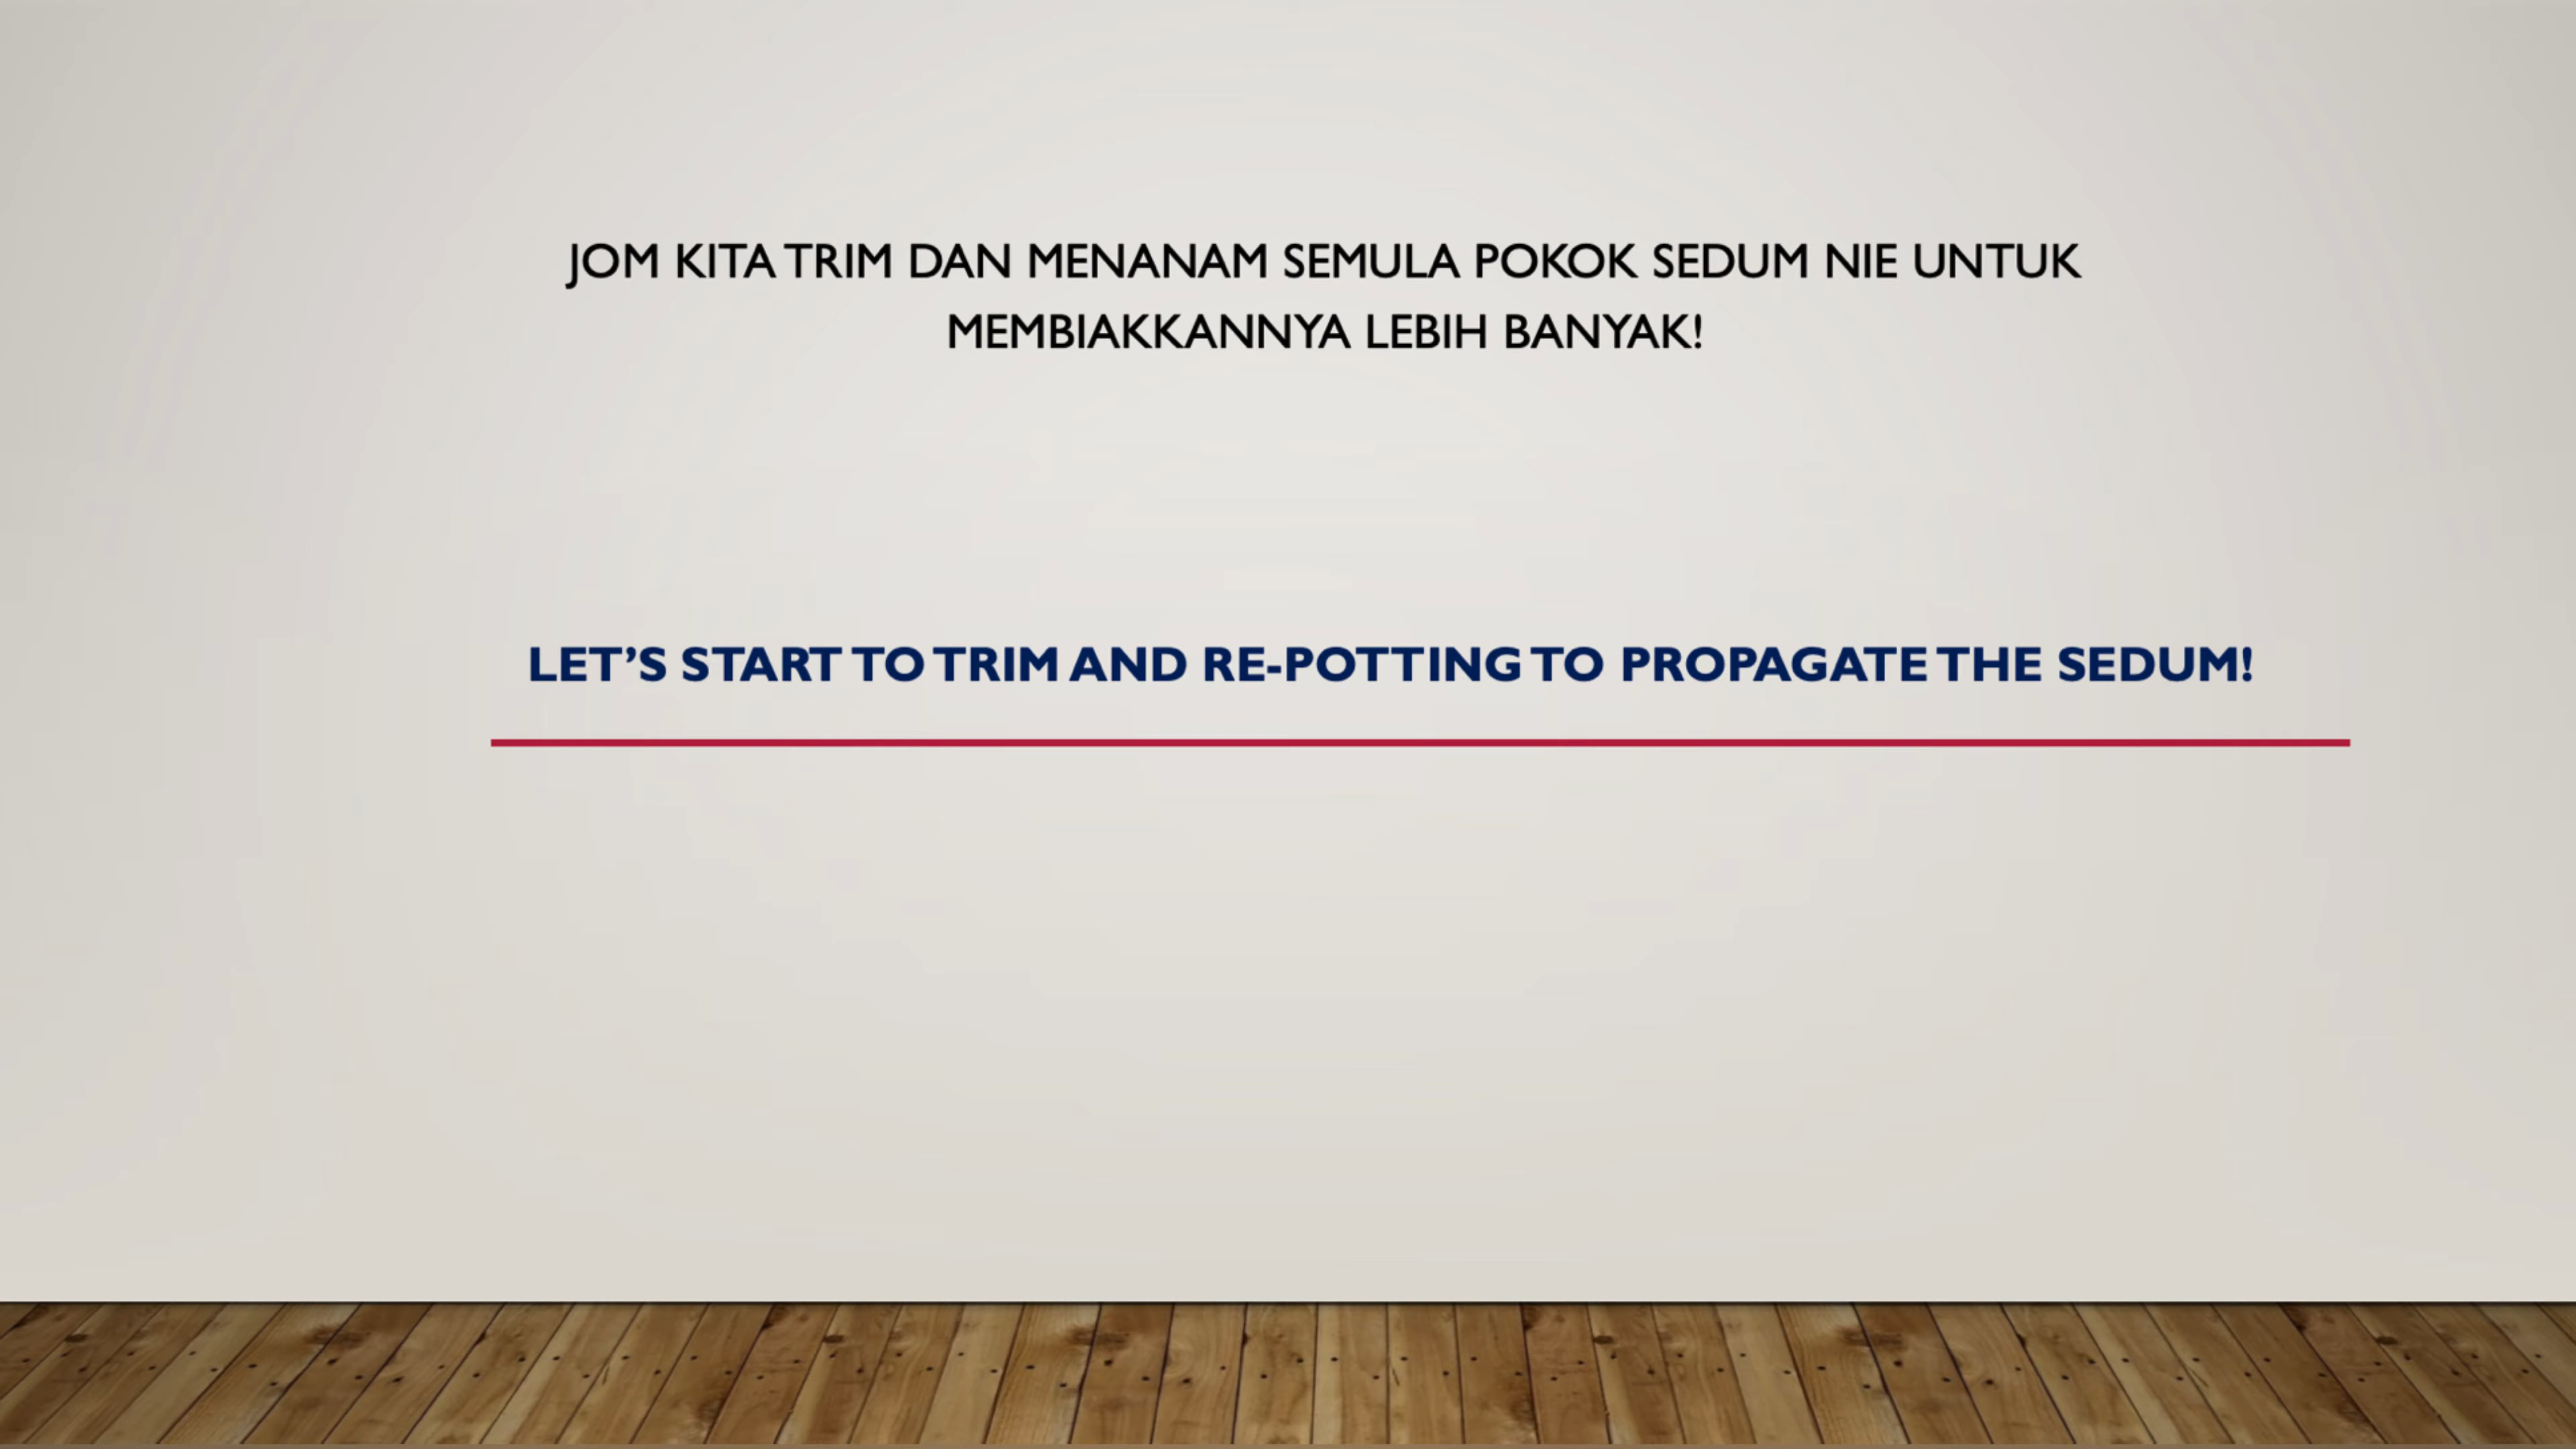 JOM KITA TRIM DAN MENANAM SEMULA POKOK SEDUM NIE UNTUK
MEMBIAKKANNYA LEBIH BANYAK!
LET’S START TO TRIM AND RE-POTTING TO PROPAGATE THE SEDUM!